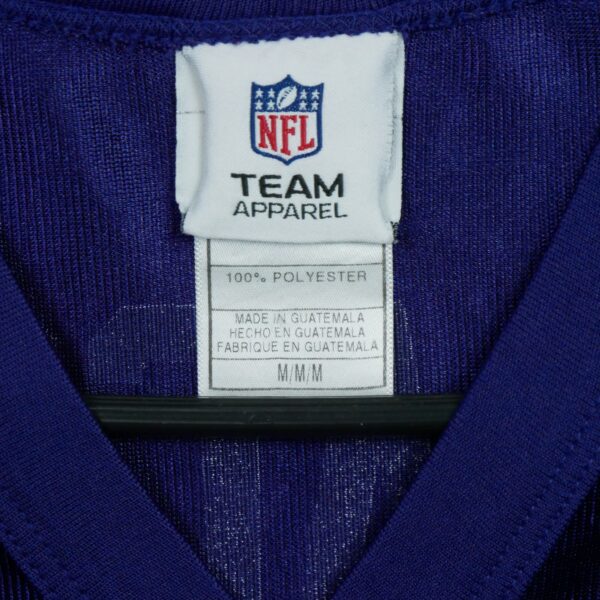 NFL
TEAM
APPAREL
100% POLYESTER
MADE IN GUATEMALA
HECHO EN GUATEMALA
FABRIQUE EN GUATEMALA
M/M/M